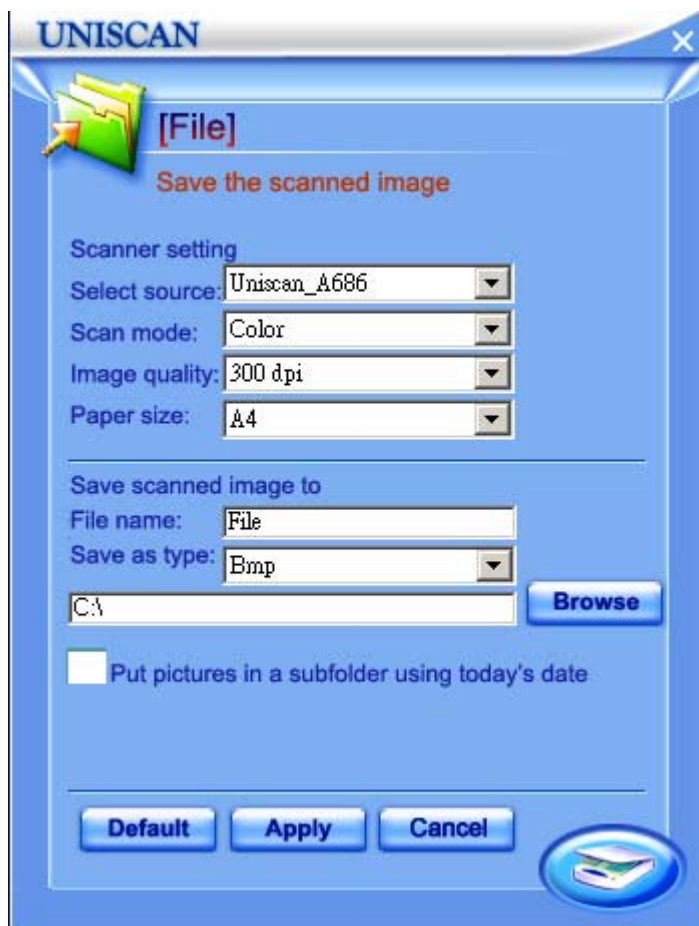 UNISCAN
[File]
Save the scanned image
Scanner setting
Select source: Uniscan_A686
Scan mode: Color
Image quality: 300 dpi
Paper size: A4
Save scanned image to
File name: File
Save as type: Bmp
C:\ Browse
Put pictures in a subfolder using today's date
Default Apply Cancel